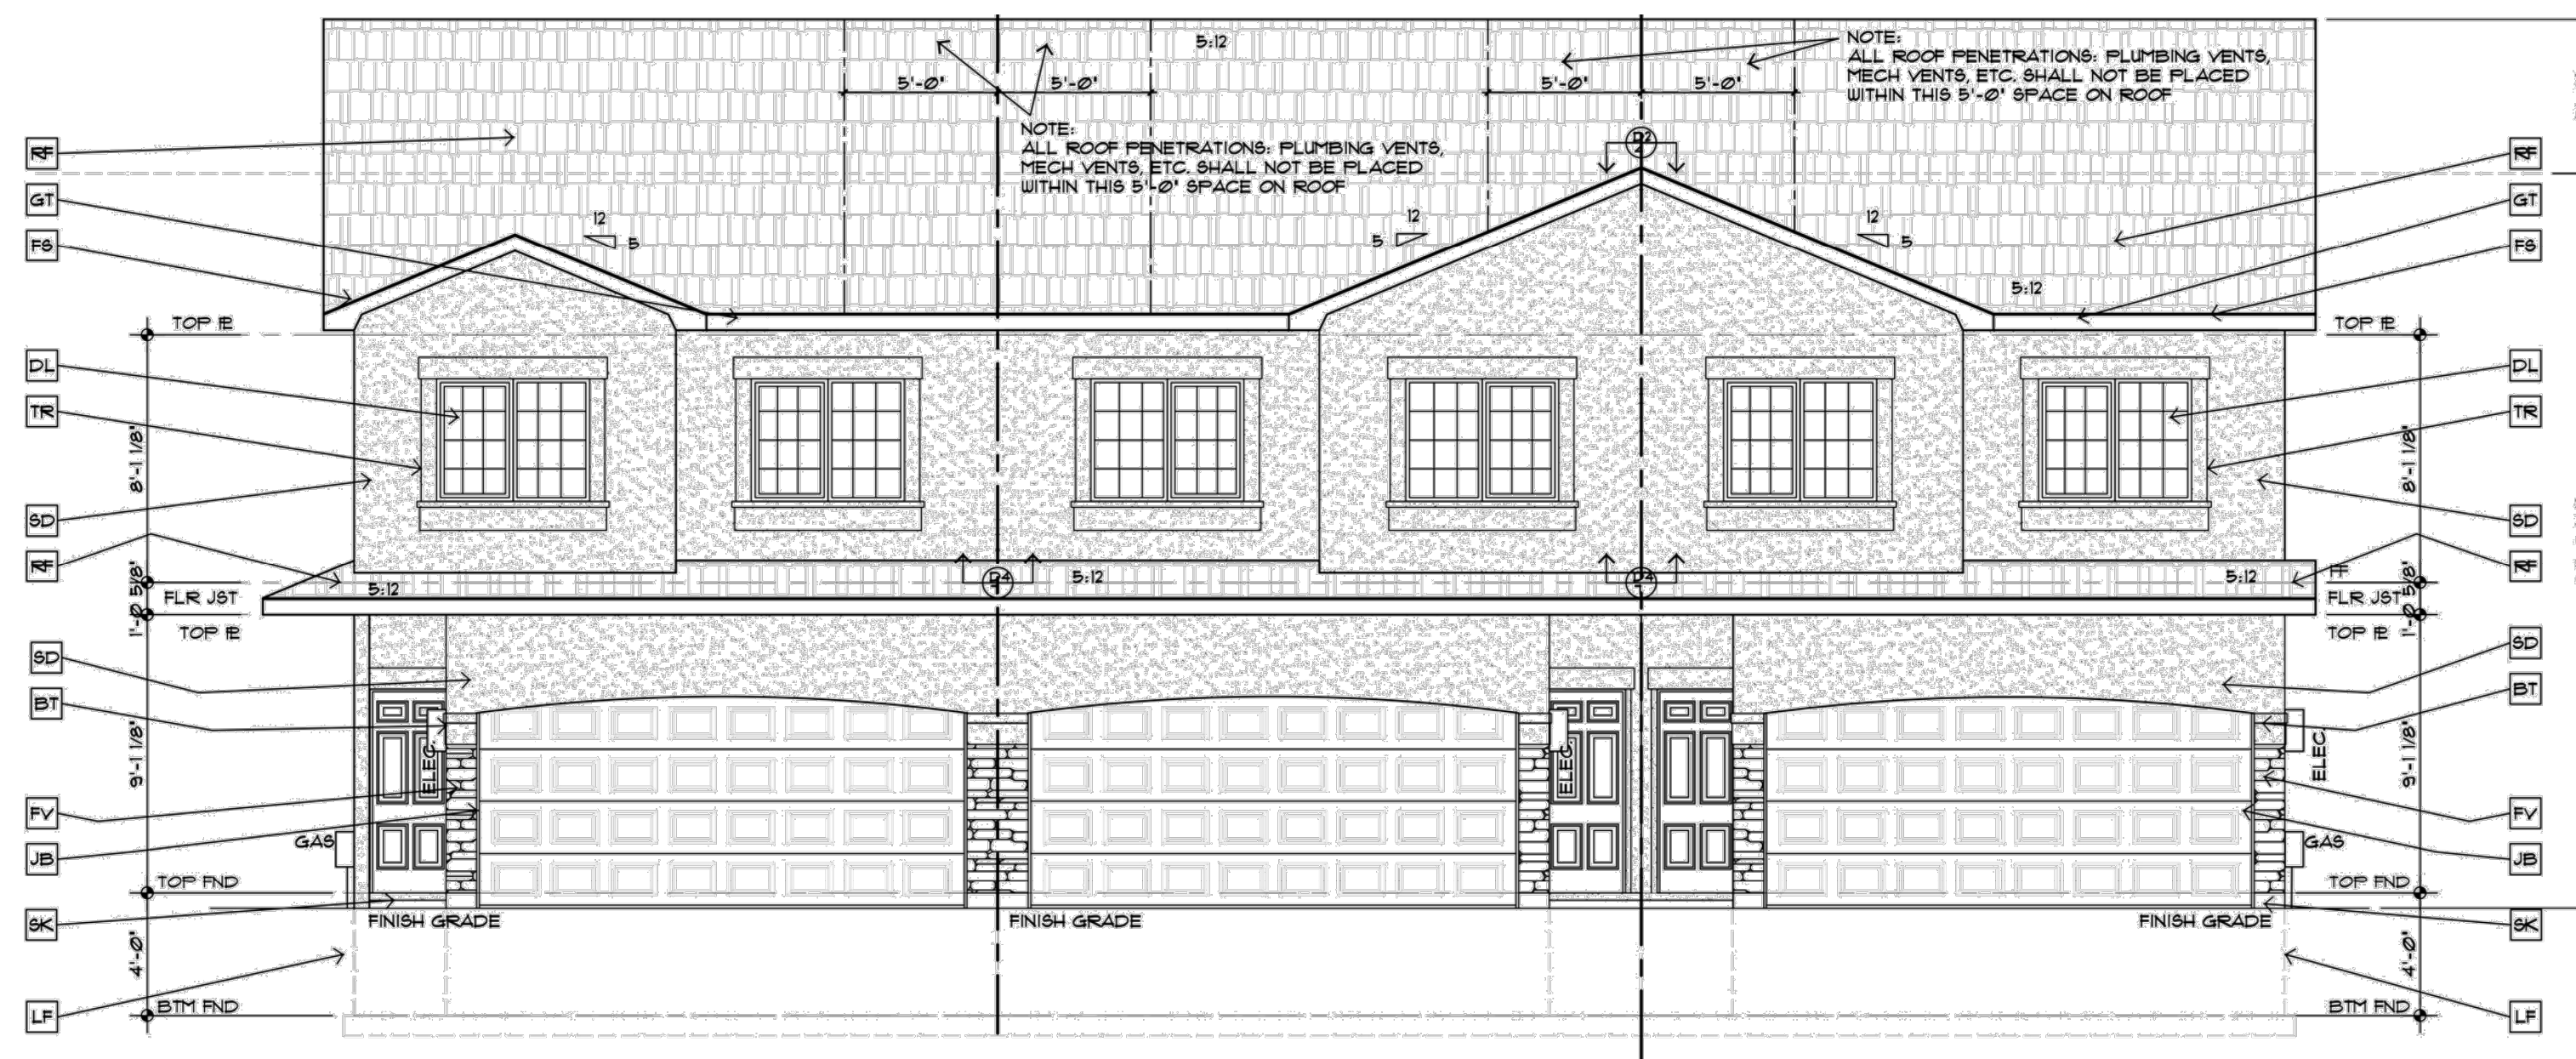 5:12
NOTE:
ALL ROOF PENETRATIONS: PLUMBING VENTS,
MECH VENTS, ETC. SHALL NOT BE PLACED
WITHIN THIS 5'-0" SPACE ON ROOF
5'-0" 5'-0" 5'-0" 5'-0"
NOTE:
ALL ROOF PENETRATIONS: PLUMBING VENTS,
MECH VENTS, ETC. SHALL NOT BE PLACED
WITHIN THIS 5'-0" SPACE ON ROOF
D2
RF RF
GT GT
12 12 12
5 5 5
FS FS
5:12
TOP PL TOP PL
DL DL
TR TR
8'-1 1/8" 8'-1 1/8"
SD SD
RF RF
D4 D4
5:12 5:12 5:12
FF
1'-0 5/8" 1'-0 5/8"
FLR JST FLR JST
TOP PL TOP PL
SD SD
BT BT
9'-1 1/8" 9'-1 1/8"
ELEC. ELEC. ELEC.
FV FV
GAS GAS
JB JB
TOP FND TOP FND
SK SK
FINISH GRADE FINISH GRADE FINISH GRADE
4'-0" 4'-0"
BTM FND BTM FND
LF LF